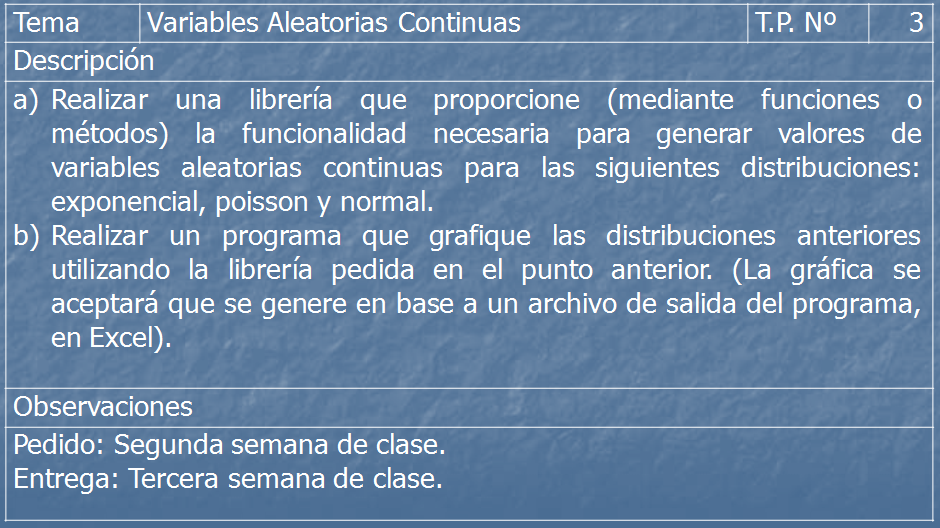 Tema Variables Aleatorias Continuas T.P. Nº 3
Descripción
a) Realizar una librería que proporcione (mediante funciones o
métodos) la funcionalidad necesaria para generar valores de
variables aleatorias continuas para las siguientes distribuciones:
exponencial, poisson y normal.
b) Realizar un programa que grafique las distribuciones anteriores
utilizando la librería pedida en el punto anterior. (La gráfica se
aceptará que se genere en base a un archivo de salida del programa,
en Excel).
Observaciones
Pedido: Segunda semana de clase.
Entrega: Tercera semana de clase.